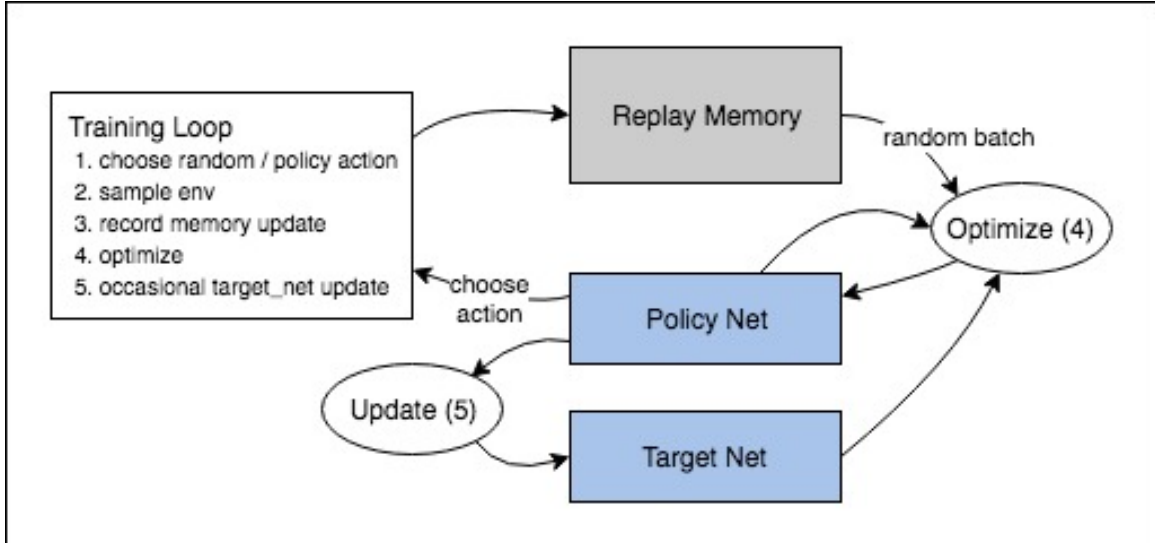 Training Loop
1. choose random / policy action
2. sample env
3. record memory update
4. optimize
5. occasional target_net update
Replay Memory
random batch
Optimize (4)
choose
action
Policy Net
Update (5)
Target Net